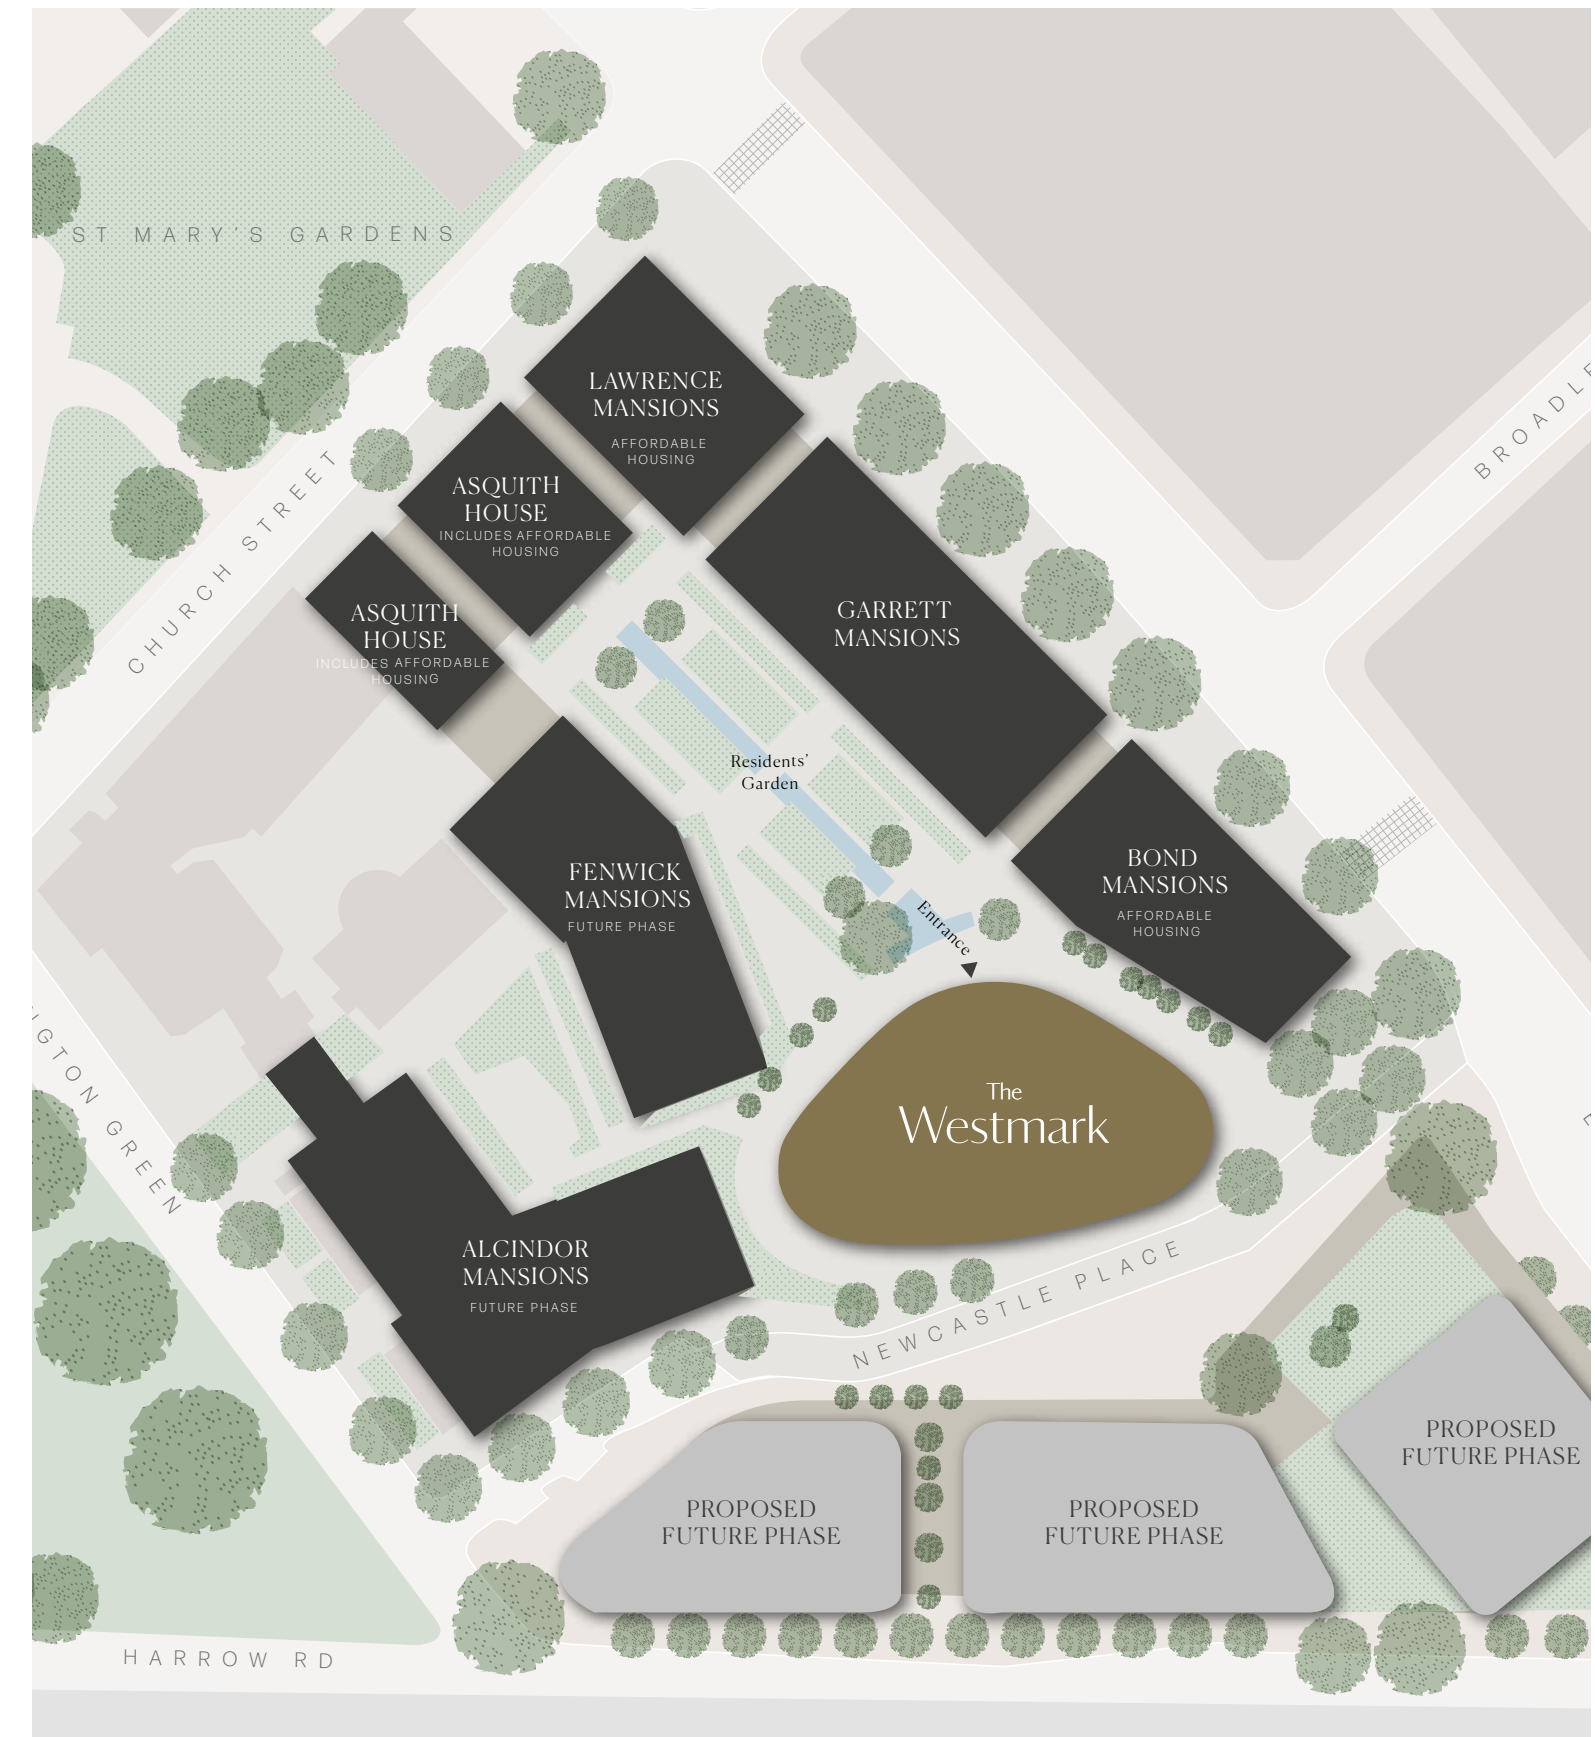 ST MARY'S GARDENS
CHURCH STREET
LAWRENCE
MANSIONS
AFFORDABLE
HOUSING
ASQUITH
HOUSE
INCLUDES AFFORDABLE
HOUSING
ASQUITH
HOUSE
INCLUDES AFFORDABLE
HOUSING
GARRETT
MANSIONS
Residents'
Garden
FENWICK
MANSIONS
FUTURE PHASE
BOND
MANSIONS
AFFORDABLE
HOUSING
Entrance
The
Westmark
ALCINDOR
MANSIONS
FUTURE PHASE
NEWCASTLE PLACE
GTON GREEN
BROADLE
PROPOSED
FUTURE PHASE
PROPOSED
FUTURE PHASE
PROPOSED
FUTURE PHASE
HARROW RD